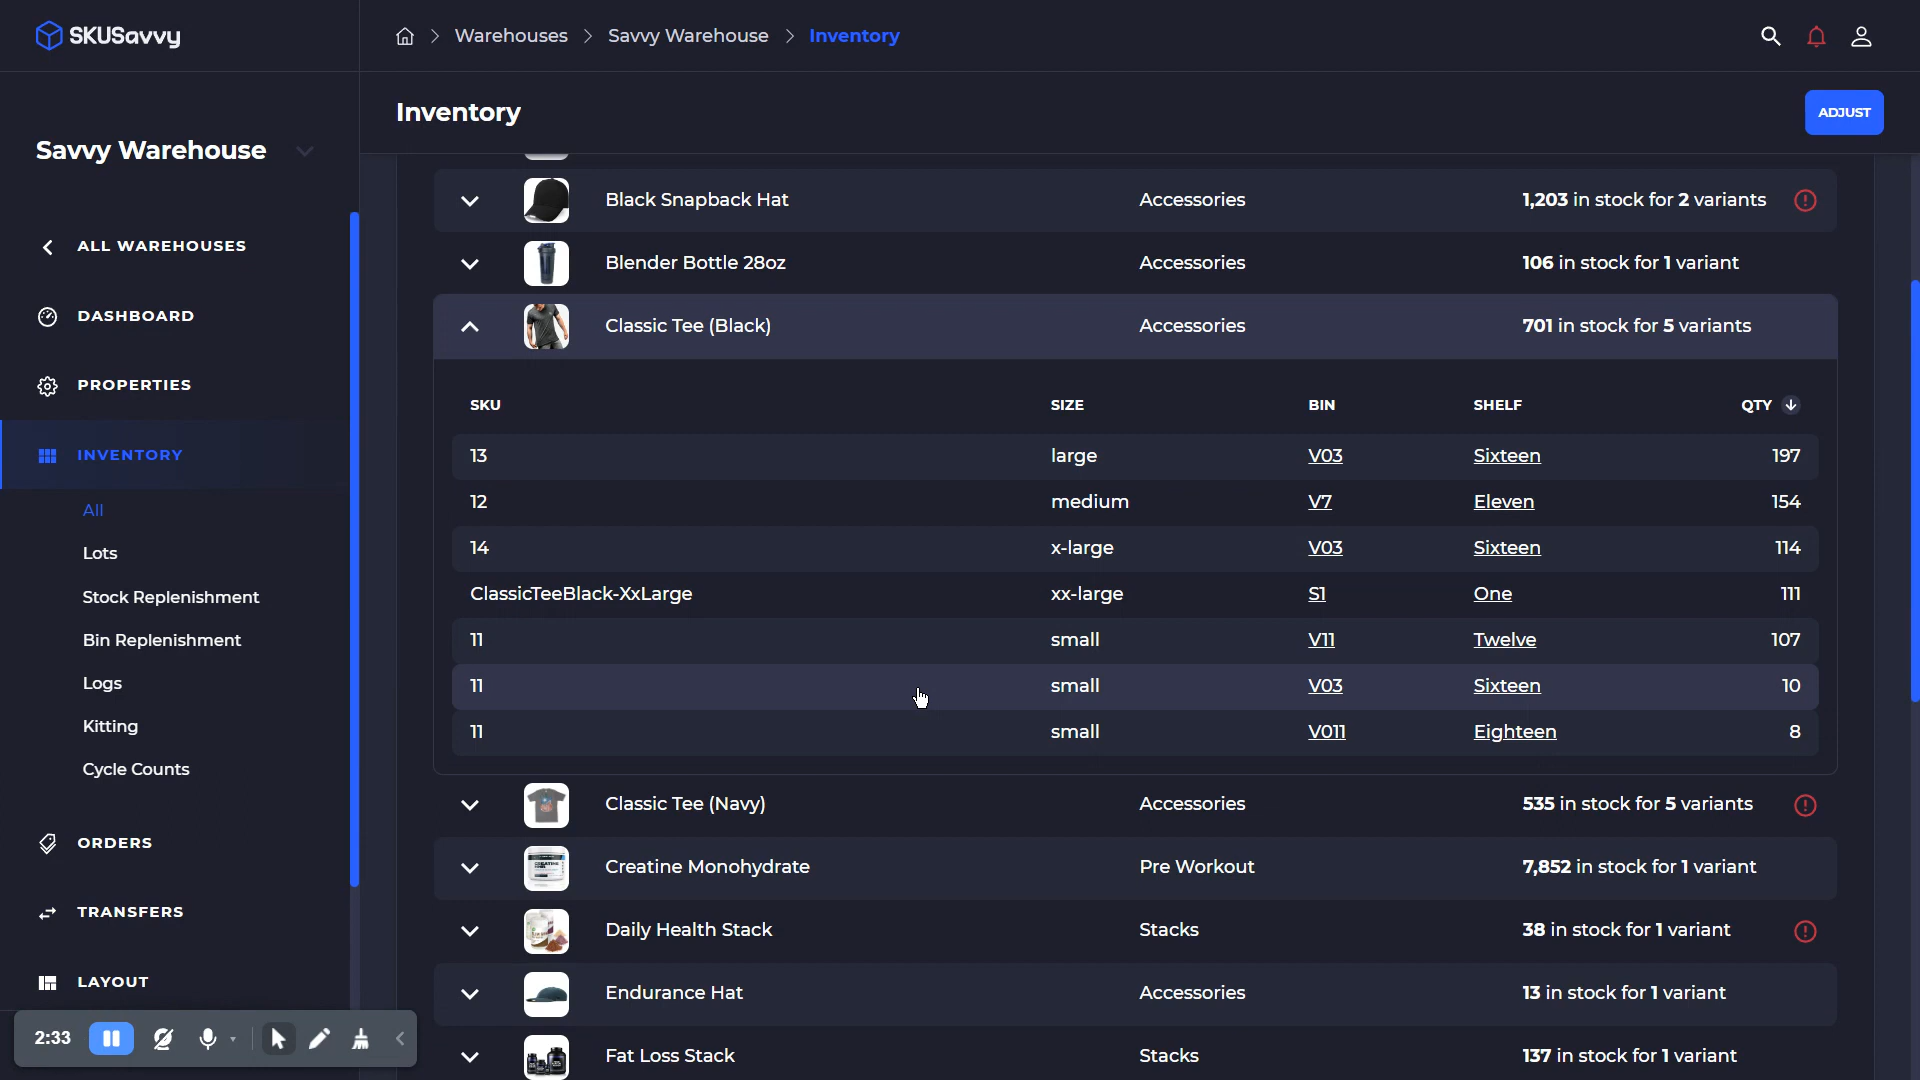 SKUSavvy
Warehouses
Savvy Warehouse
Inventory
Inventory
ADJUST
Savvy Warehouse
ALL WAREHOUSES
DASHBOARD
PROPERTIES
INVENTORY
All
Lots
Stock Replenishment
Bin Replenishment
Logs
Kitting
Cycle Counts
ORDERS
TRANSFERS
LAYOUT
2:33
Black Snapback Hat Accessories 1,203 in stock for 2 variants
Blender Bottle 28oz Accessories 106 in stock for 1 variant
Classic Tee (Black) Accessories 701 in stock for 5 variants
SKU SIZE BIN SHELF QTY
13 large V03 Sixteen 197
12 medium V7 Eleven 154
14 x-large V03 Sixteen 114
ClassicTeeBlack-XxLarge xx-large S1 One 111
11 small V11 Twelve 107
11 small V03 Sixteen 10
11 small V011 Eighteen 8
Classic Tee (Navy) Accessories 535 in stock for 5 variants
Creatine Monohydrate Pre Workout 7,852 in stock for 1 variant
Daily Health Stack Stacks 38 in stock for 1 variant
Endurance Hat Accessories 13 in stock for 1 variant
Fat Loss Stack Stacks 137 in stock for 1 variant